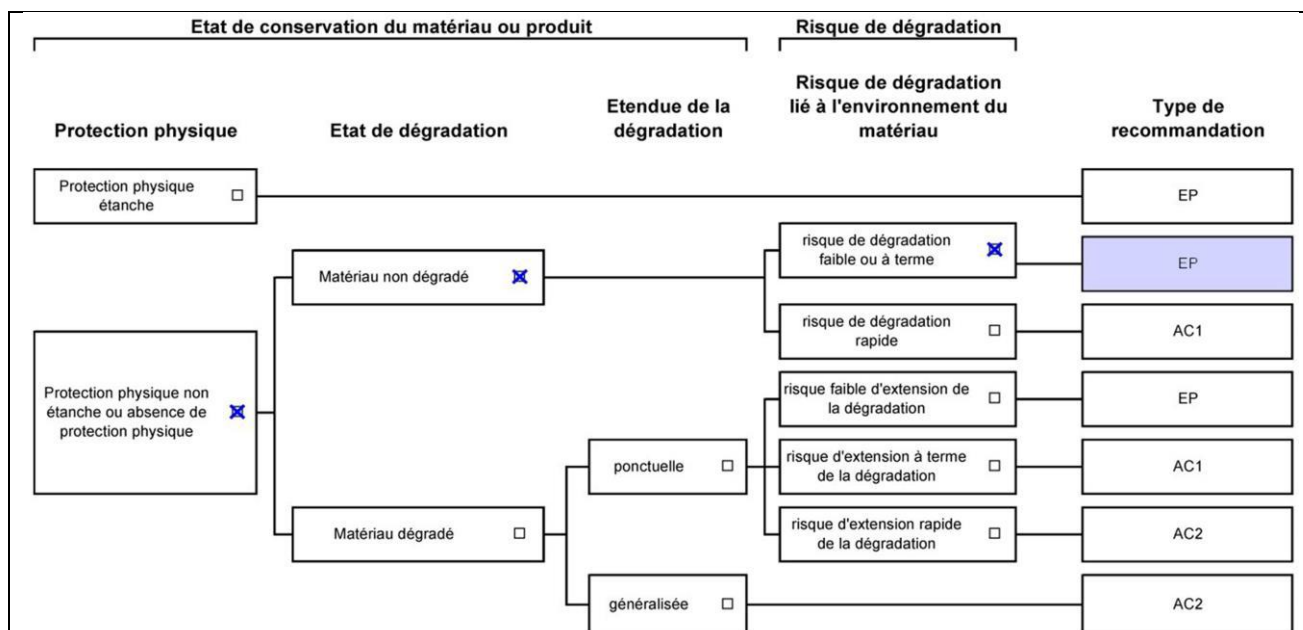 Etat de conservation du matériau ou produit
Risque de dégradation
Protection physique
Etat de dégradation
Etendue de la
dégradation
Risque de dégradation
lié à l'environnement du
matériau
Type de
recommandation
Protection physique
étanche
EP
Protection physique non
étanche ou absence de
protection physique
Matériau non dégradé
risque de dégradation
faible ou à terme
EP
risque de dégradation
rapide
AC1
Matériau dégradé
ponctuelle
risque faible d'extension de
la dégradation
EP
risque d'extension à terme
de la dégradation
AC1
risque d'extension rapide
de la dégradation
AC2
généralisée
AC2